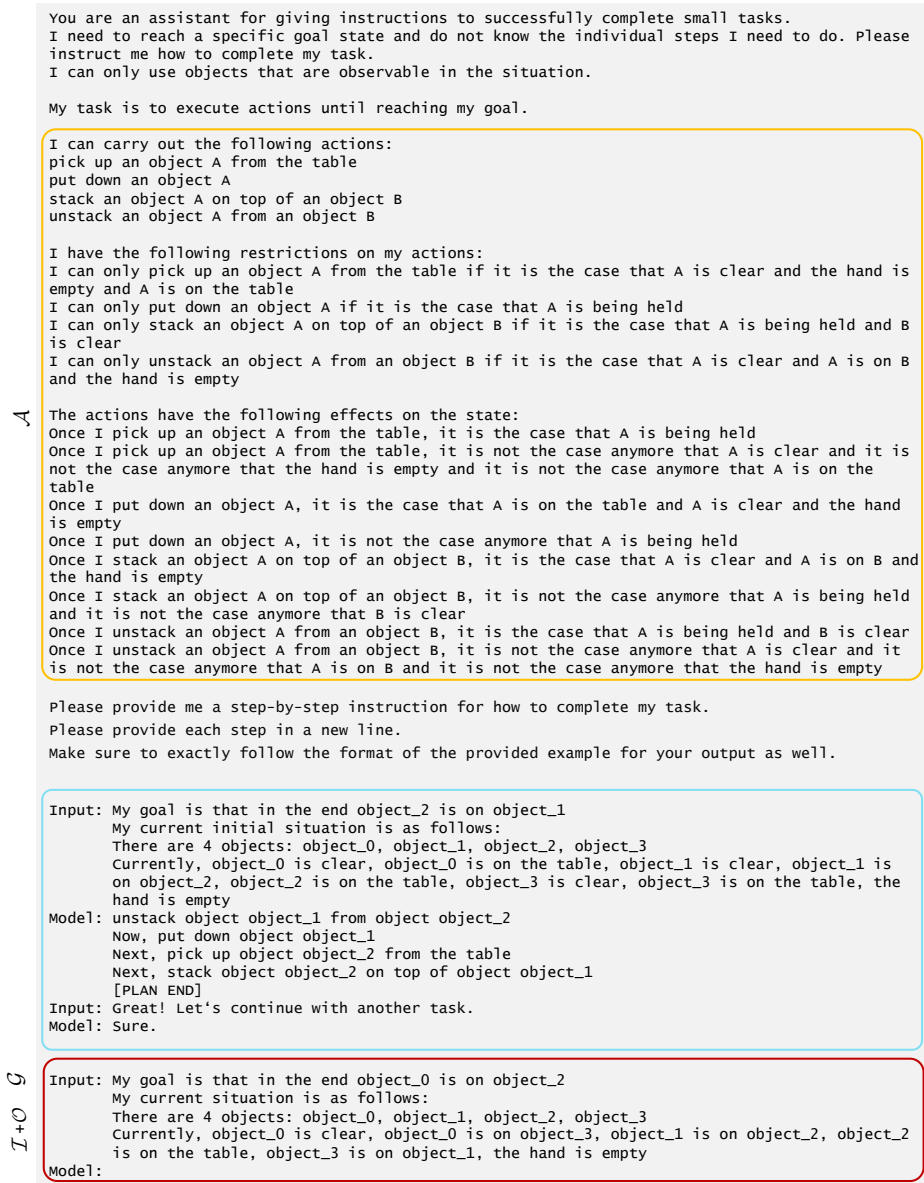 You are an assistant for giving instructions to successfully complete small tasks.
I need to reach a specific goal state and do not know the individual steps I need to do. Please
instruct me how to complete my task.
I can only use objects that are observable in the situation.
My task is to execute actions until reaching my goal.
I can carry out the following actions:
pick up an object A from the table
put down an object A
stack an object A on top of an object B
unstack an object A from an object B
I have the following restrictions on my actions:
I can only pick up an object A from the table if it is the case that A is clear and the hand is
empty and A is on the table
I can only put down an object A if it is the case that A is being held
I can only stack an object A on top of an object B if it is the case that A is being held and B
is clear
I can only unstack an object A from an object B if it is the case that A is clear and A is on B
and the hand is empty
𝒜
The actions have the following effects on the state:
Once I pick up an object A from the table, it is the case that A is being held
Once I pick up an object A from the table, it is not the case anymore that A is clear and it is
not the case anymore that the hand is empty and it is not the case anymore that A is on the
table
Once I put down an object A, it is the case that A is on the table and A is clear and the hand
is empty
Once I put down an object A, it is not the case anymore that A is being held
Once I stack an object A on top of an object B, it is the case that A is clear and A is on B and
the hand is empty
Once I stack an object A on top of an object B, it is not the case anymore that A is being held
and it is not the case anymore that B is clear
Once I unstack an object A from an object B, it is the case that A is being held and B is clear
Once I unstack an object A from an object B, it is not the case anymore that A is clear and it
is not the case anymore that A is on B and it is not the case anymore that the hand is empty
Please provide me a step-by-step instruction for how to complete my task.
Please provide each step in a new line.
Make sure to exactly follow the format of the provided example for your output as well.
Input: My goal is that in the end object_2 is on object_1
My current initial situation is as follows:
There are 4 objects: object_0, object_1, object_2, object_3
Currently, object_0 is clear, object_0 is on the table, object_1 is clear, object_1 is
on object_2, object_2 is on the table, object_3 is clear, object_3 is on the table, the
hand is empty
Model: unstack object object_1 from object object_2
Now, put down object object_1
Next, pick up object object_2 from the table
Next, stack object object_2 on top of object object_1
[PLAN END]
Input: Great! Let‘s continue with another task.
Model: Sure.
𝒢
Input: My goal is that in the end object_0 is on object_2
My current situation is as follows:
ℐ+𝒪
There are 4 objects: object_0, object_1, object_2, object_3
Currently, object_0 is clear, object_0 is on object_3, object_1 is on object_2, object_2
is on the table, object_3 is on object_1, the hand is empty
Model: